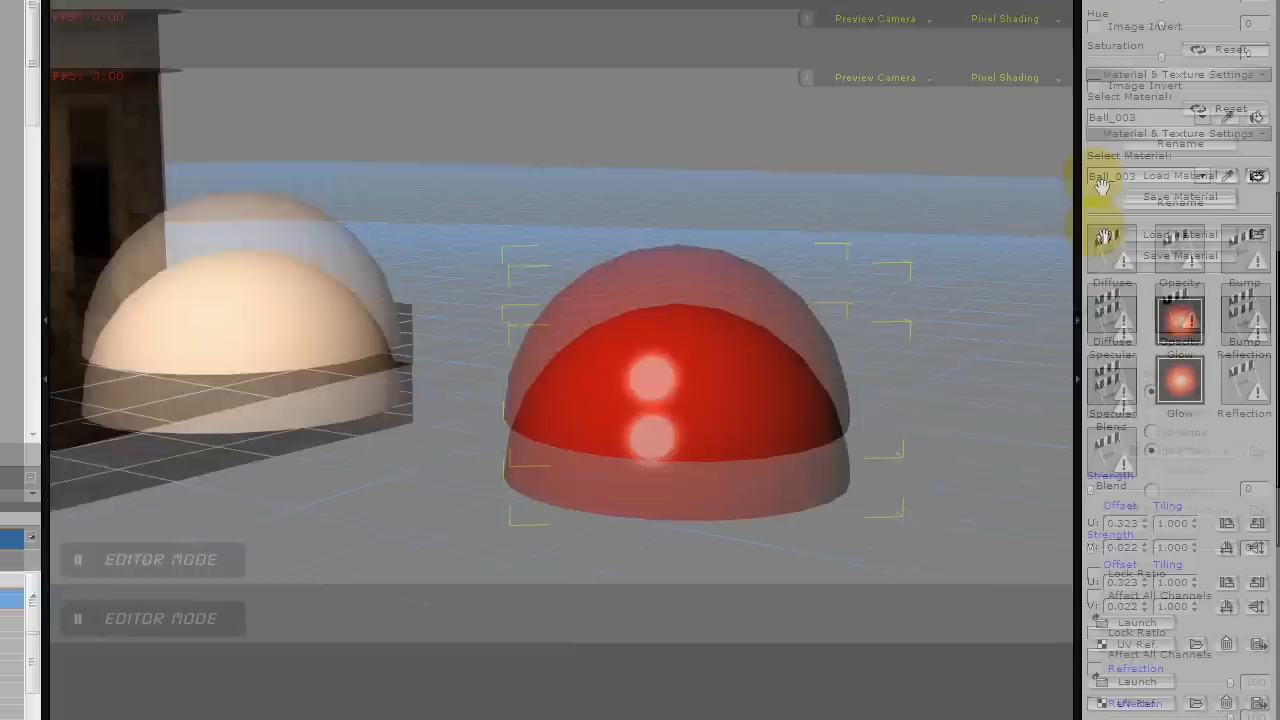 FPS: 0.00
Preview Camera
Pixel Shading
FPS: 0.00
Preview Camera
Pixel Shading
EDITOR MODE
EDITOR MODE
Hue
Image Invert
0
Saturation
Reset
Material & Texture Settings
Image Invert
Select Material:
Reset
Ball_003
Material & Texture Settings
Rename
Select Material:
Ball_003
Load Material
Save Material
Rename
Load Material
Save Material
Diffuse
Opacity
Bump
Diffuse
Opacity
Bump
Specular
Glow
Reflection
Specular
Glow
Reflection
Blend
Strength
Blend
0
Offset
Tiling
U:
0.323
1.000
Strength
V:
0.022
1.000
Offset
Tiling
Lock Ratio
U:
0.323
1.000
Affect All Channels
V:
0.022
1.000
Launch
Lock Ratio
UV Ref.
Affect All Channels
Refraction
Launch
100